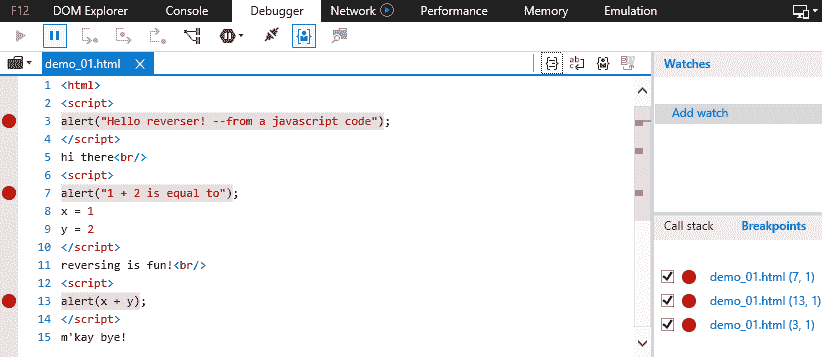 F12 DOM Explorer Console Debugger Network Performance Memory Emulation
demo_01.html
Watches
Add watch
1 <html>
2 <script>
3 alert("Hello reverser! --from a javascript code");
4 </script>
5 hi there<br/>
6 <script>
7 alert("1 + 2 is equal to");
8 x = 1
9 y = 2
10 </script>
11 reversing is fun!<br/>
12 <script>
13 alert(x + y);
14 </script>
15 m'kay bye!
Call stack Breakpoints
demo_01.html (7, 1)
demo_01.html (13, 1)
demo_01.html (3, 1)